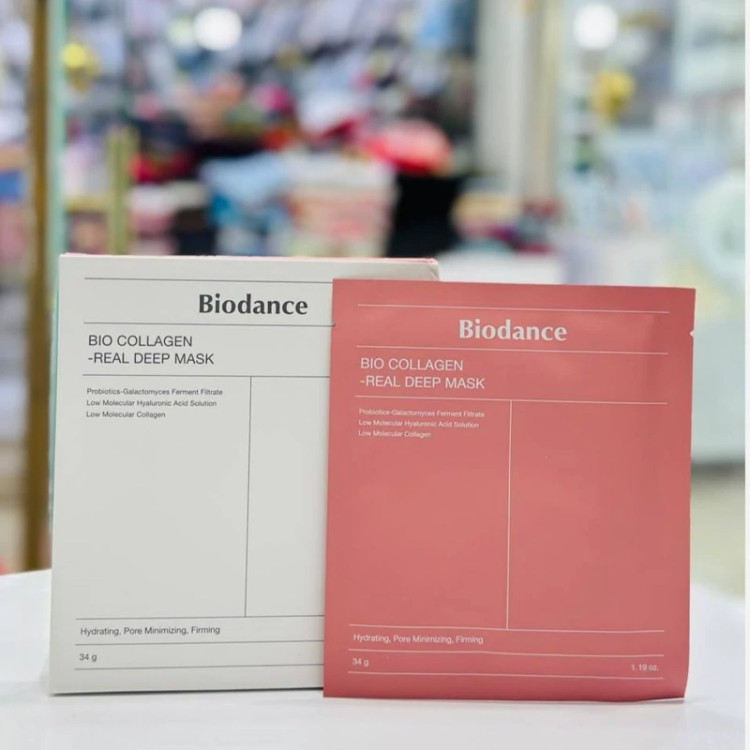 Biodance
BIO COLLAGEN
-REAL DEEP MASK
Probiotics-Galactomyces Ferment Filtrate
Low Molecular Hyaluronic Acid Solution
Low Molecular Collagen
Hydrating, Pore Minimizing, Firming
34 g
Biodance
BIO COLLAGEN
-REAL DEEP MASK
Probiotics-Galactomyces Ferment Filtrate
Low Molecular Hyaluronic Acid Solution
Low Molecular Collagen
Hydrating, Pore Minimizing, Firming
34 g 1.19 oz.